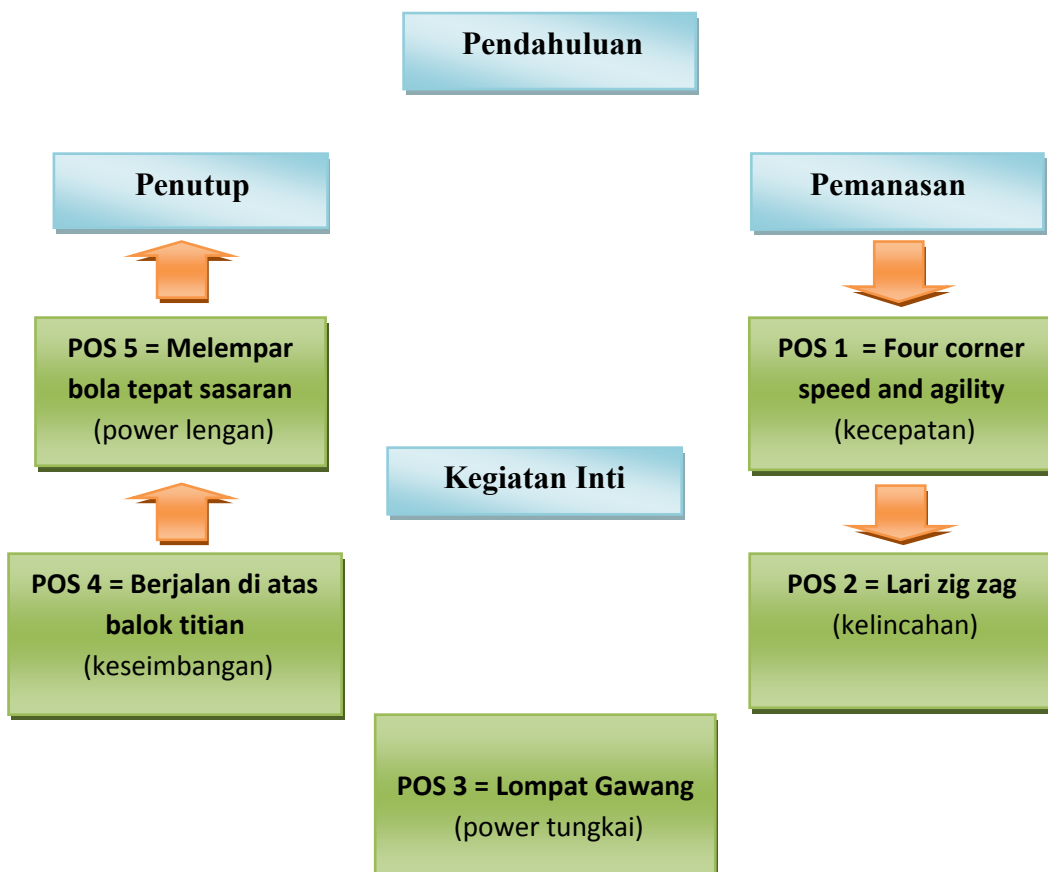 Pendahuluan
Penutup
Pemanasan
POS 5 = Melempar
bola tepat sasaran
(power lengan)
POS 1  = Four corner
speed and agility
(kecepatan)
Kegiatan Inti
POS 4 = Berjalan di atas
balok titian
(keseimbangan)
POS 2 = Lari zig zag
(kelincahan)
POS 3 = Lompat Gawang
(power tungkai)